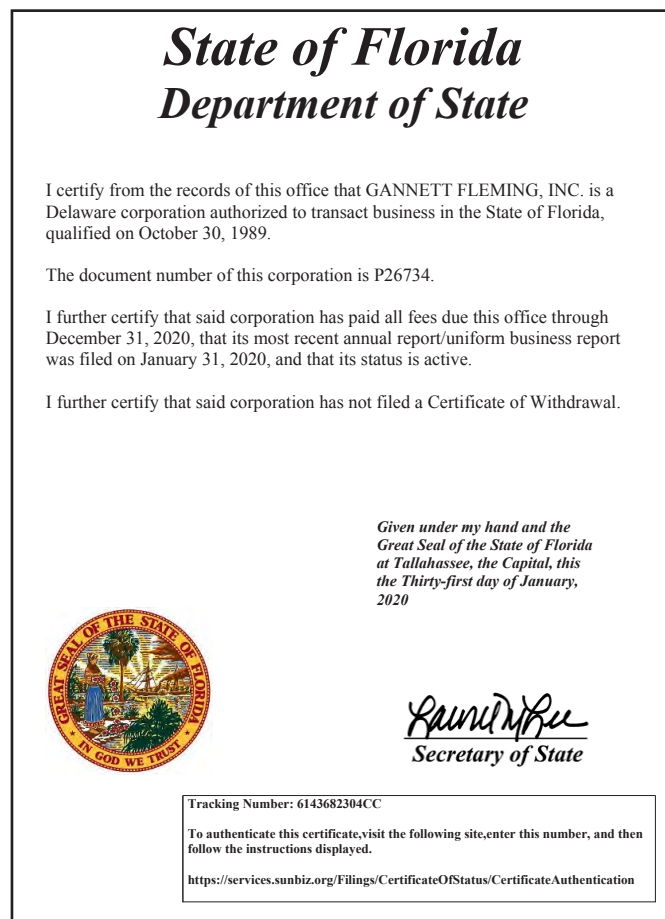 State of Florida
Department of State
I certify from the records of this office that GANNETT FLEMING, INC. is a
Delaware corporation authorized to transact business in the State of Florida,
qualified on October 30, 1989.
The document number of this corporation is P26734.
I further certify that said corporation has paid all fees due this office through
December 31, 2020, that its most recent annual report/uniform business report
was filed on January 31, 2020, and that its status is active.
I further certify that said corporation has not filed a Certificate of Withdrawal.
Given under my hand and the
Great Seal of the State of Florida
at Tallahassee, the Capital, this
the Thirty-first day of January,
2020
GREAT SEAL OF THE STATE OF FLORIDA
IN GOD WE TRUST
Secretary of State
Tracking Number: 6143682304CC
To authenticate this certificate,visit the following site,enter this number, and then
follow the instructions displayed.
https://services.sunbiz.org/Filings/CertificateOfStatus/CertificateAuthentication